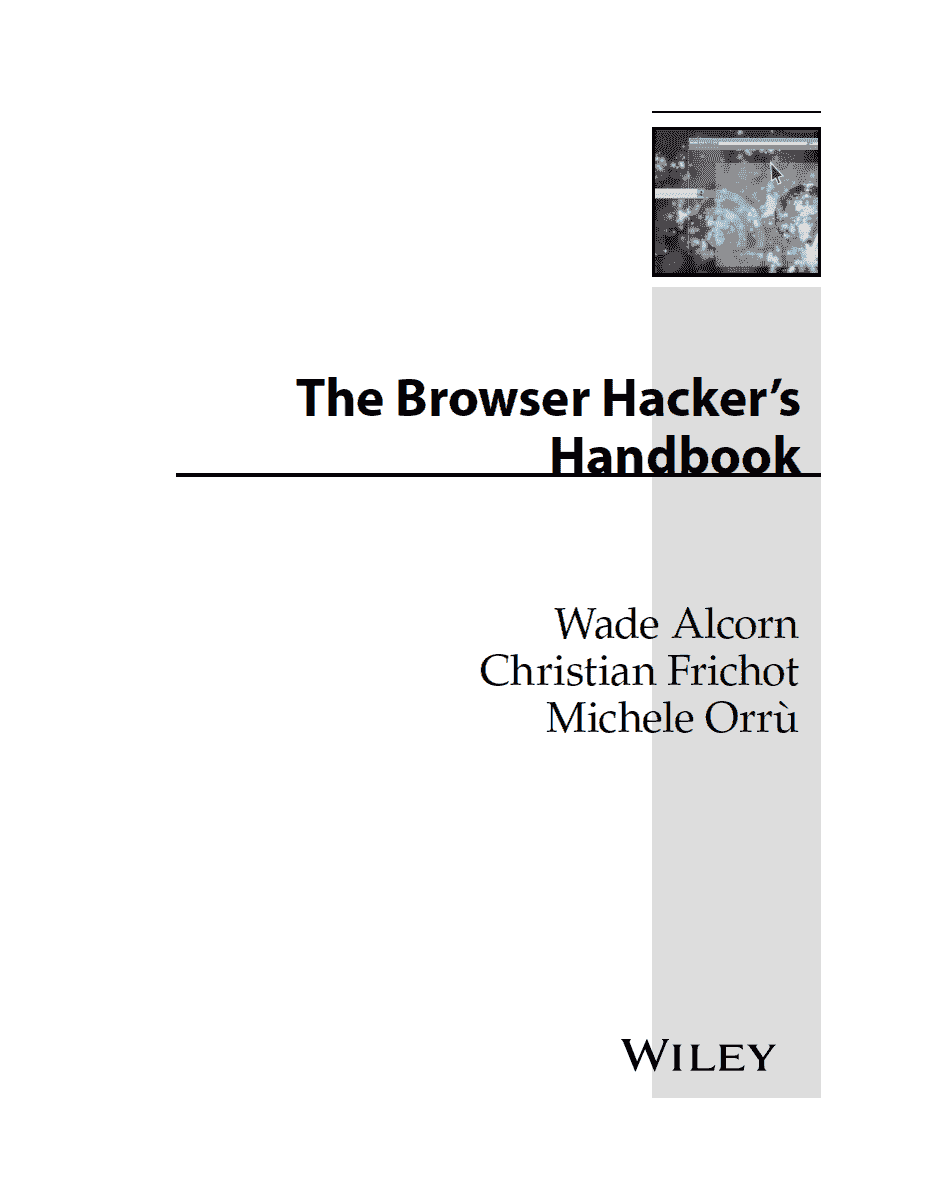 The Browser Hacker’s
Handbook
Wade Alcorn
Christian Frichot
Michele Orrù
WILEY